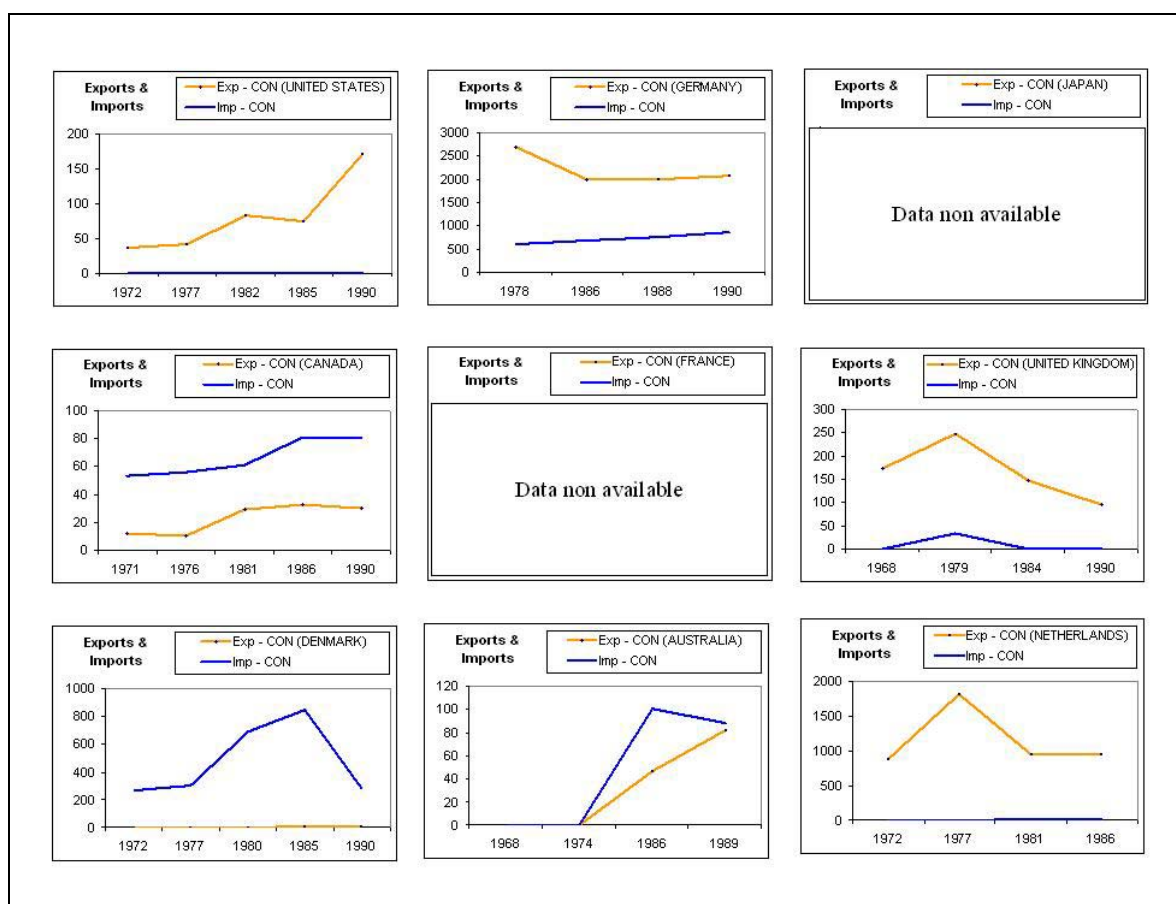 Exports &
Imports
Exp - CON (UNITED STATES)
Imp - CON
200
150
100
50
0
1972 1977 1982 1985 1990
Exports &
Imports
Exp - CON (GERMANY)
Imp - CON
3000
2500
2000
1500
1000
500
0
1978 1986 1988 1990
Exports &
Imports
Exp - CON (JAPAN)
Imp - CON
Data non available
Exports &
Imports
Exp - CON (CANADA)
Imp - CON
100
80
60
40
20
0
1971 1976 1981 1986 1990
Exports &
Imports
Exp - CON (FRANCE)
Imp - CON
Data non available
Exports &
Imports
Exp - CON (UNITED KINGDOM)
Imp - CON
300
250
200
150
100
50
0
1968 1979 1984 1990
Exports &
Imports
Exp - CON (DENMARK)
Imp - CON
1000
800
600
400
200
0
1972 1977 1980 1985 1990
Exports &
Imports
Exp - CON (AUSTRALIA)
Imp - CON
120
100
80
60
40
20
0
1968 1974 1986 1989
Exports &
Imports
Exp - CON (NETHERLANDS)
Imp - CON
2000
1500
1000
500
0
1972 1977 1981 1986